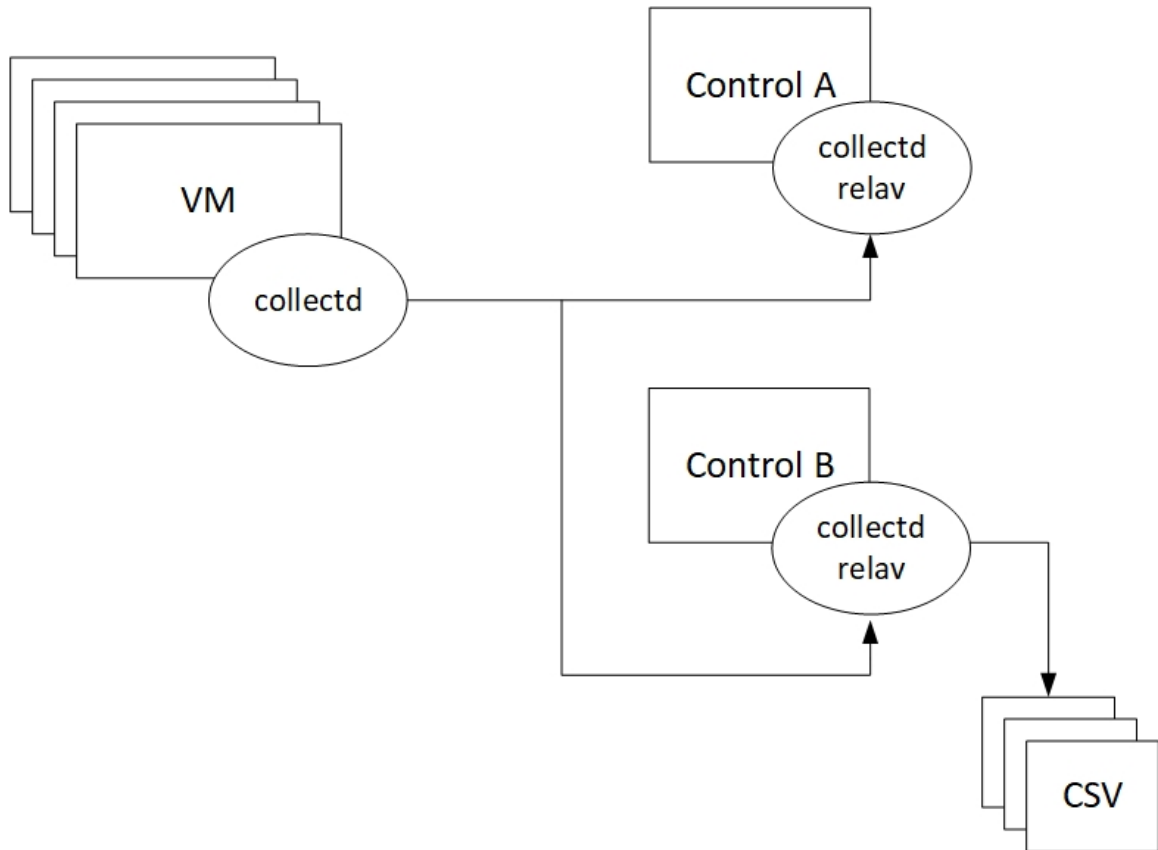 VM
collectd
Control A
collectd
relav
Control B
collectd
relav
CSV